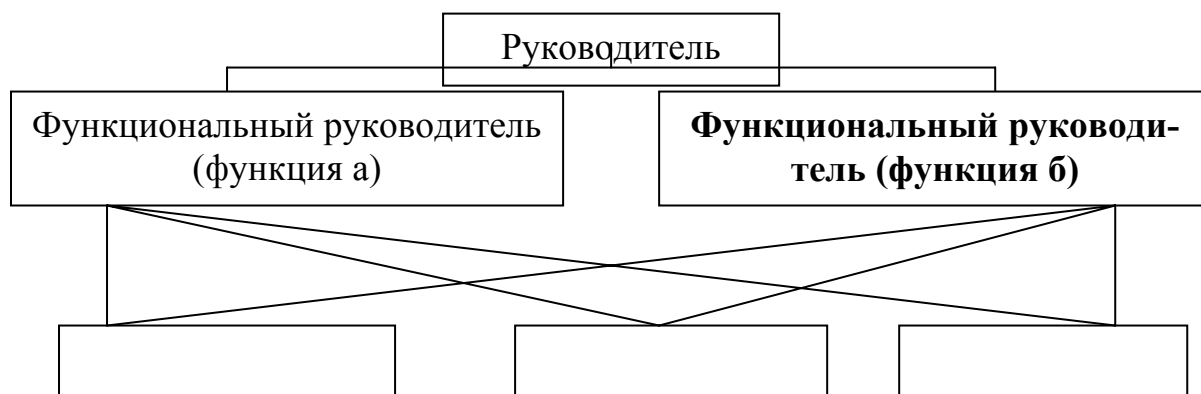 Руководитель
Функциональный руководитель
(функция а)
Функциональный руководи-
тель (функция б)